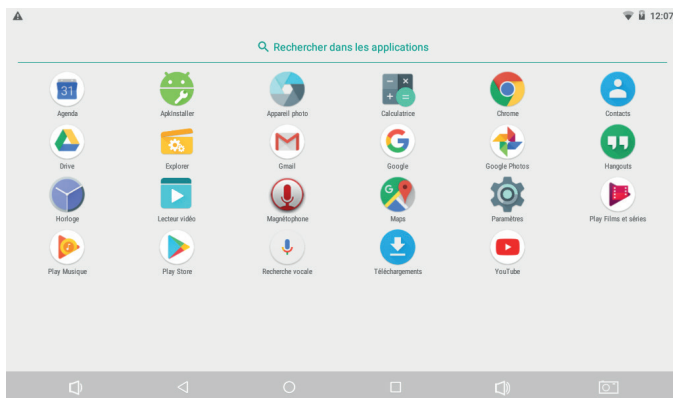 12:07
Rechercher dans les applications
31
Agenda
ApkInstaller
Appareil photo
Calculatrice
Chrome
Contacts
Drive
Explorer
Gmail
Google
Google Photos
Hangouts
Horloge
Lecteur vidéo
Magnétophone
Maps
Paramètres
Play Films et séries
Play Musique
Play Store
Recherche vocale
Téléchargements
YouTube